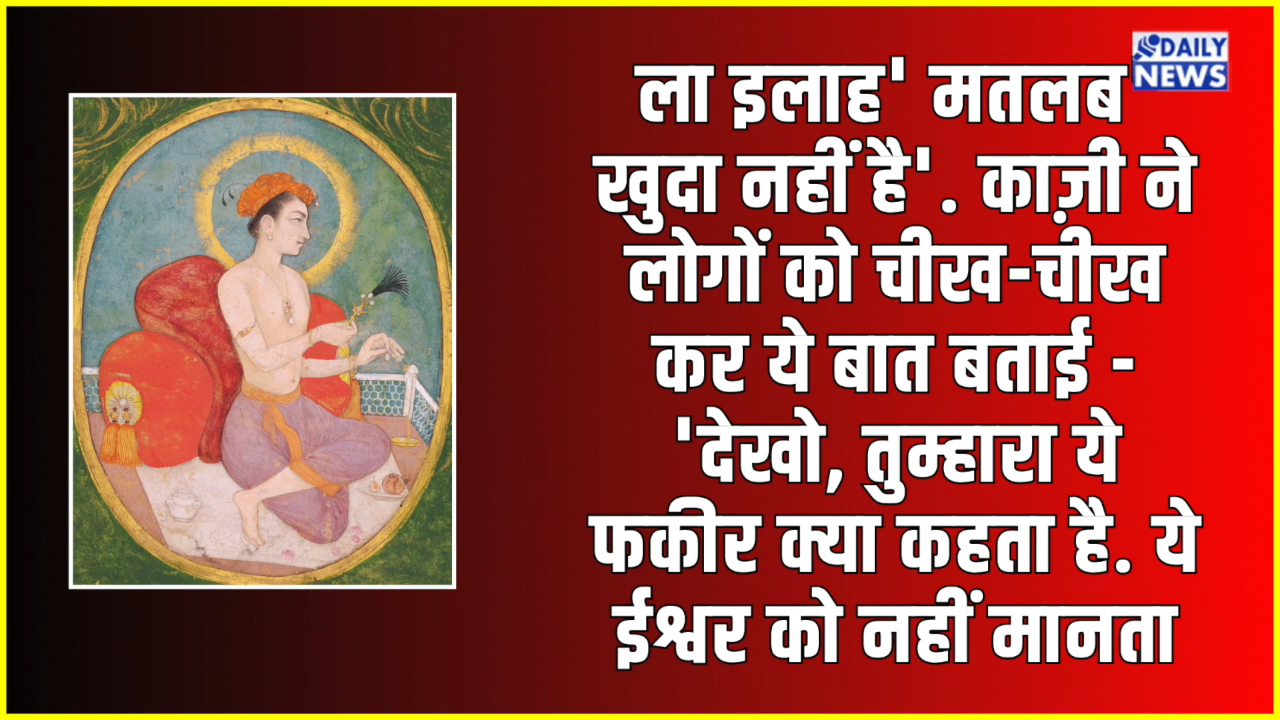 DAILY
NEWS
ला इलाह' मतलब
खुदा नहीं है'. काज़ी ने
लोगों को चीख-चीख
कर ये बात बताई -
'देखो, तुम्हारा ये
फकीर क्या कहता है. ये
ईश्वर को नहीं मानता